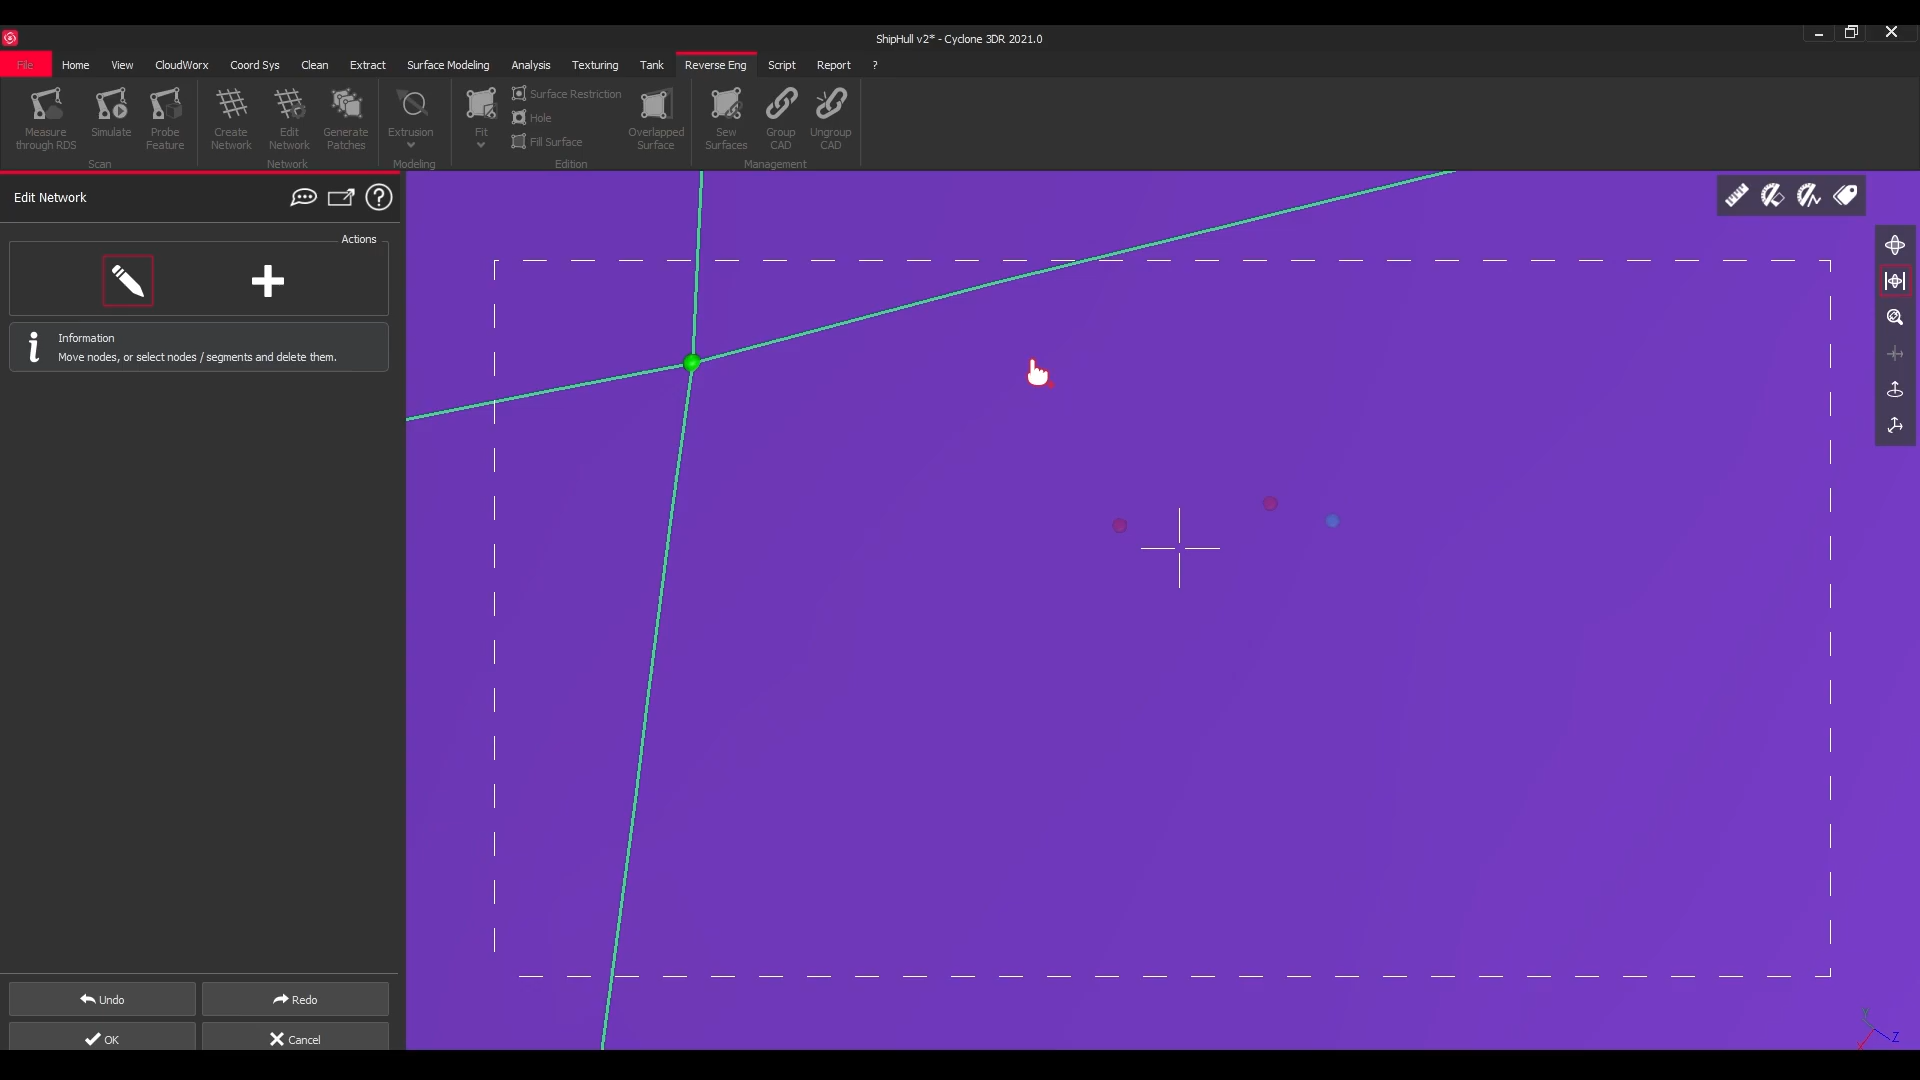 ShipHull v2* - Cyclone 3DR 2021.0
File Home View CloudWorx Coord Sys Clean Extract Surface Modeling Analysis Texturing Tank Reverse Eng Script Report ?
Measure through RDS
Simulate
Probe Feature
Scan
Create Network
Edit Network
Generate Patches
Network
Extrusion
Modeling
Fit
Surface Restriction
Hole
Fill Surface
Overlapped Surface
Edition
Sew Surfaces
Group CAD
Ungroup CAD
Management
Edit Network
Actions
Information
Move nodes, or select nodes / segments and delete them.
Undo
Redo
OK
Cancel
Z